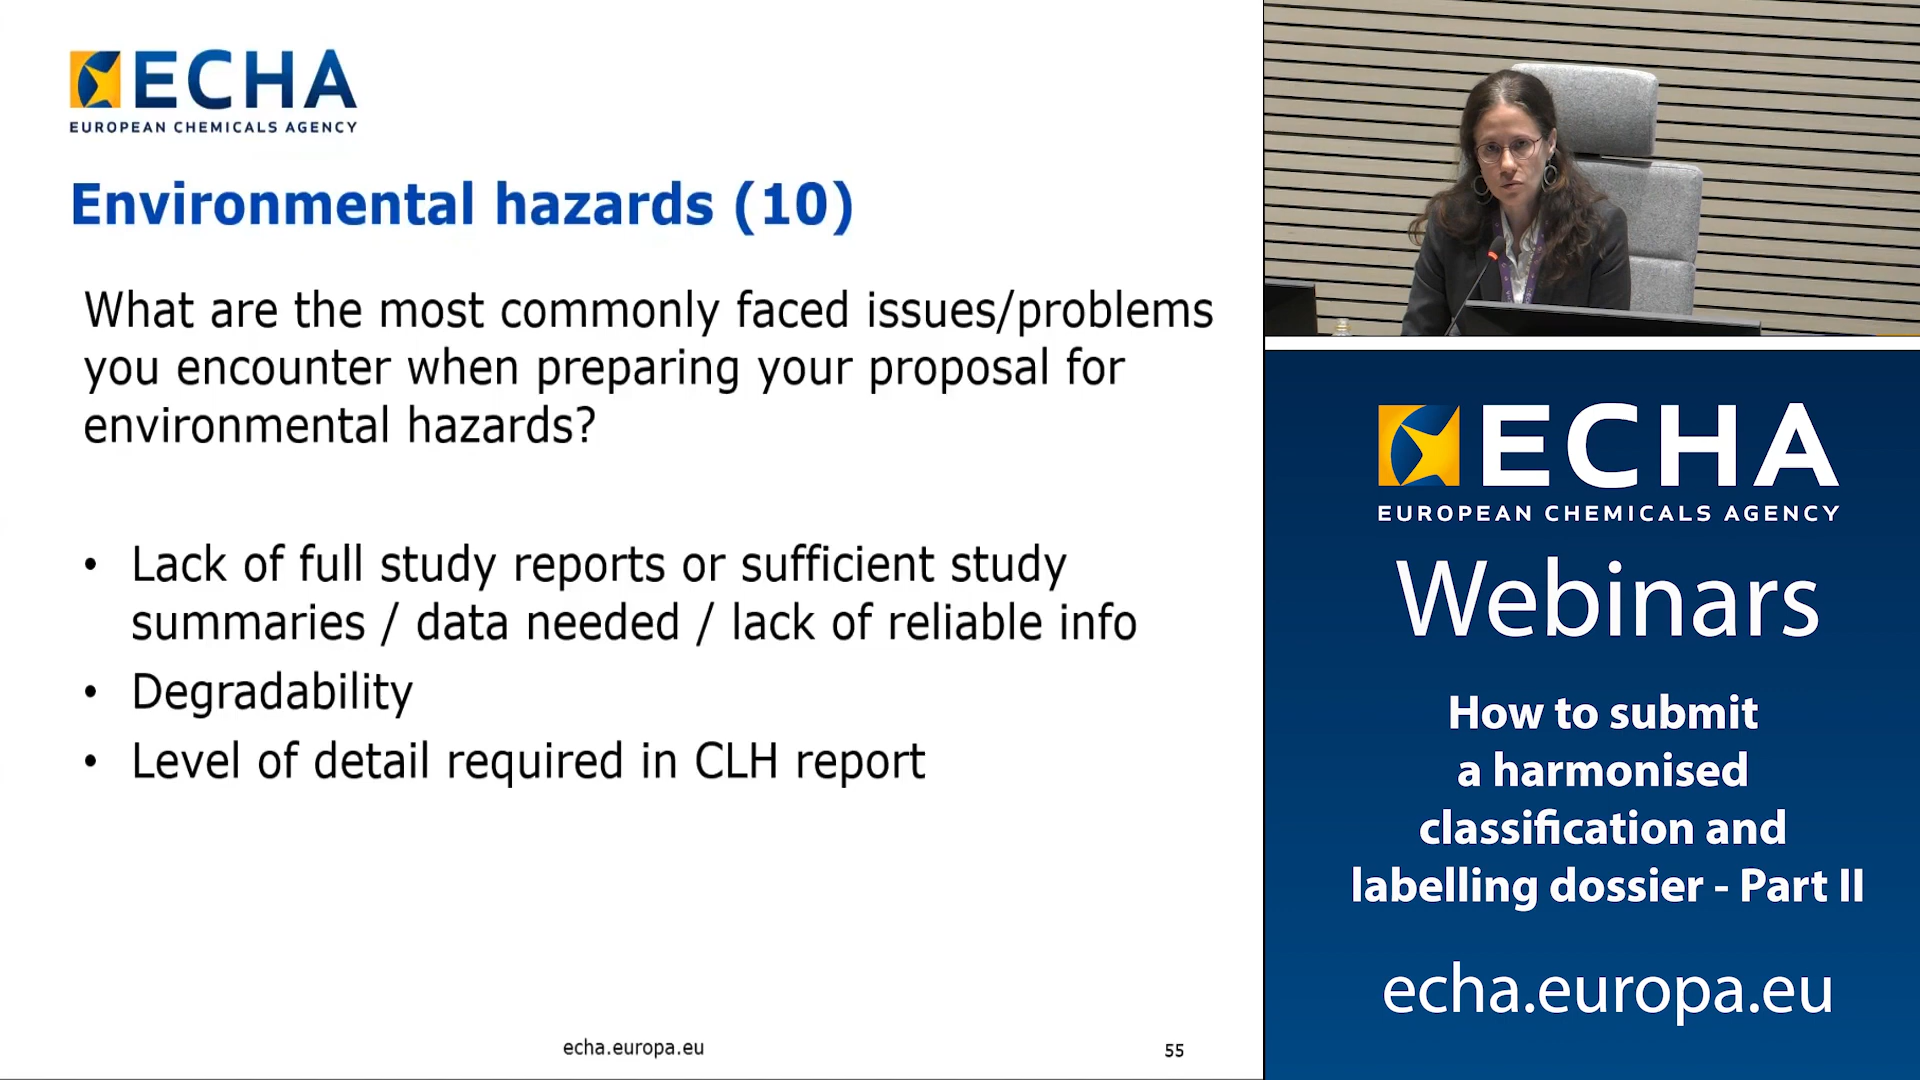 ECHA
EUROPEAN CHEMICALS AGENCY
Environmental hazards (10)
What are the most commonly faced issues/problems
you encounter when preparing your proposal for
environmental hazards?
• Lack of full study reports or sufficient study
summaries / data needed / lack of reliable info
• Degradability
• Level of detail required in CLH report
echa.europa.eu
55
ECHA
EUROPEAN CHEMICALS AGENCY
Webinars
How to submit
a harmonised
classification and
labelling dossier - Part II
echa.europa.eu